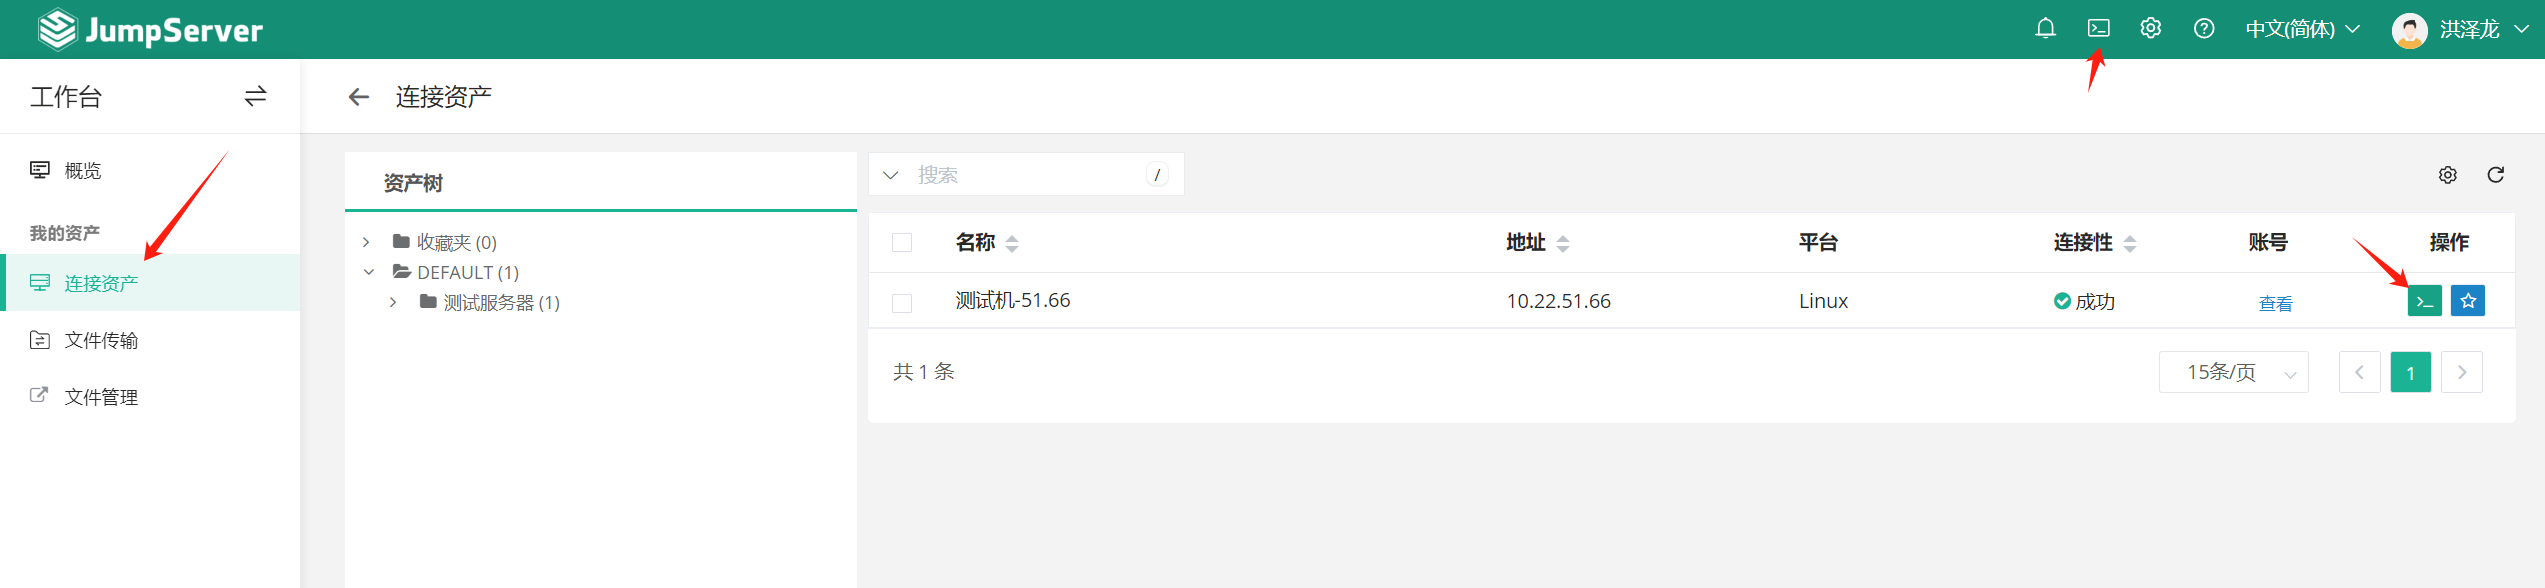 JumpServer
中文(简体)
洪泽龙
工作台
连接资产
概览
我的资产
连接资产
文件传输
文件管理
资产树
收藏夹 (0)
DEFAULT (1)
测试服务器 (1)
搜索
/
名称 地址 平台 连接性 账号 操作
测试机-51.66 10.22.51.66 Linux 成功 查看
共 1 条
15条/页
1